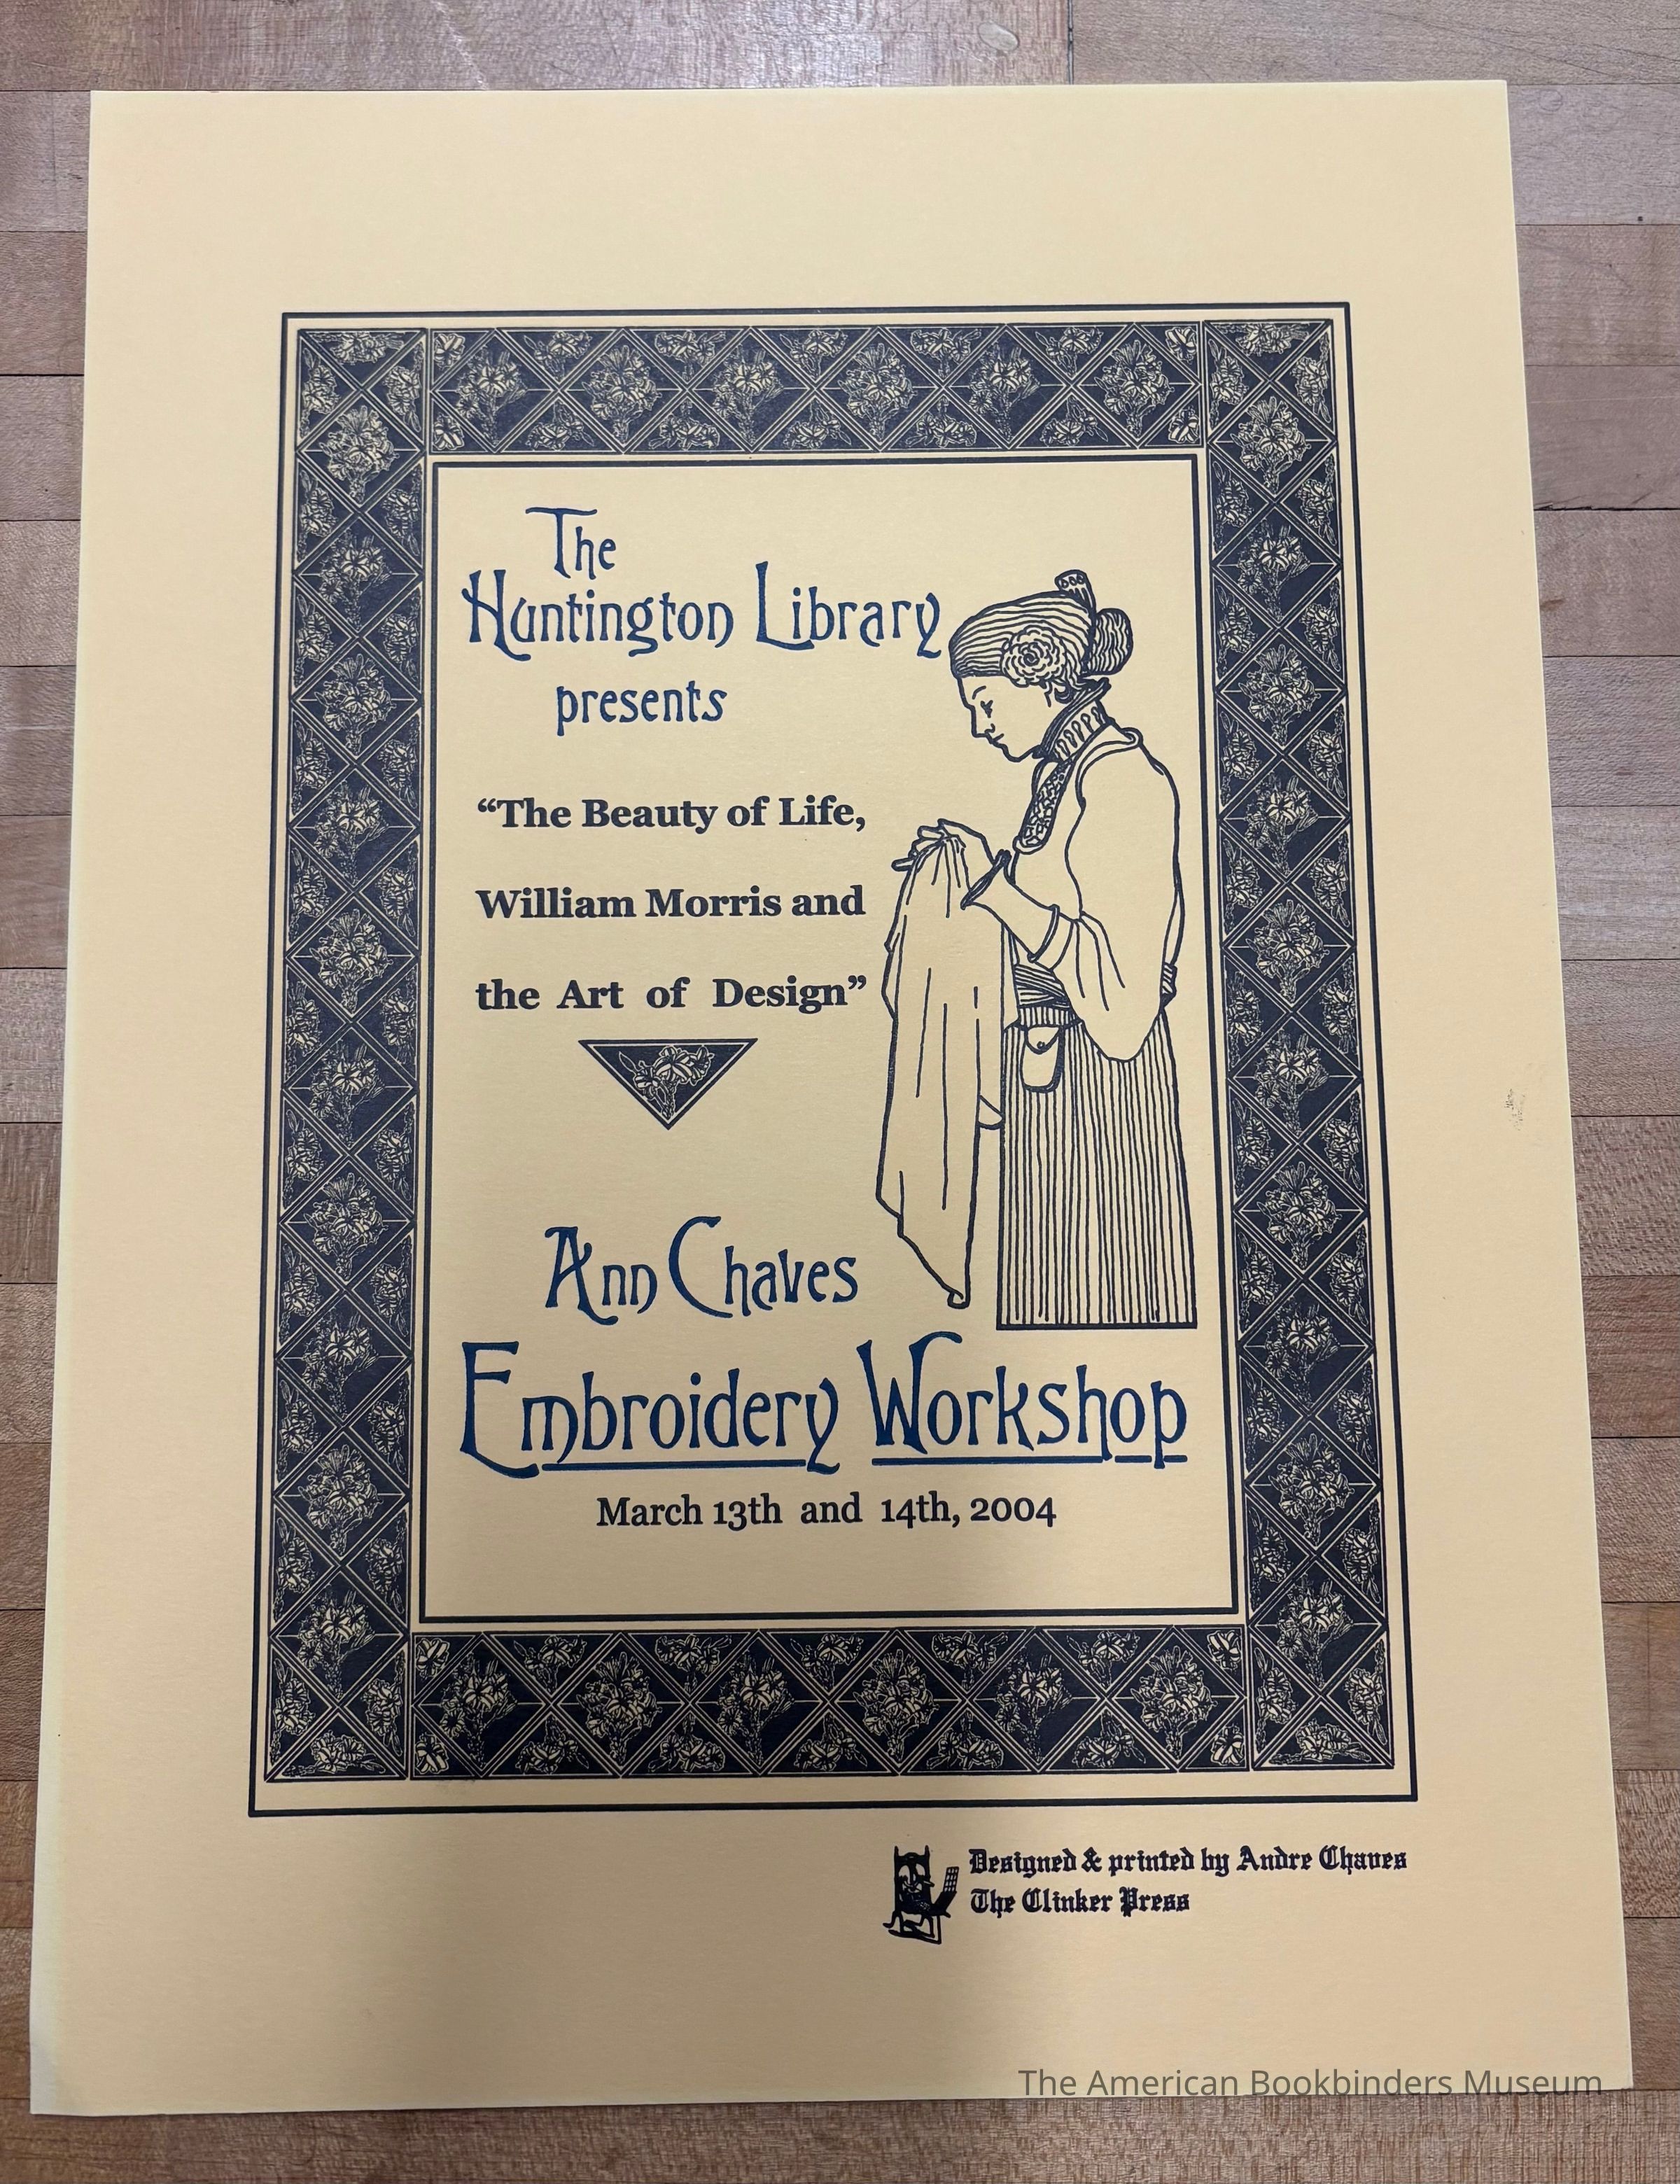 The
Huntington Library
presents
“The Beauty of Life,
William Morris and
the Art of Design”
Ann Chaves
Embroidery Workshop
March 13th and 14th, 2004
Designed & printed by Andre Chaves
The Clinker Press
The American Bookbinders Museum